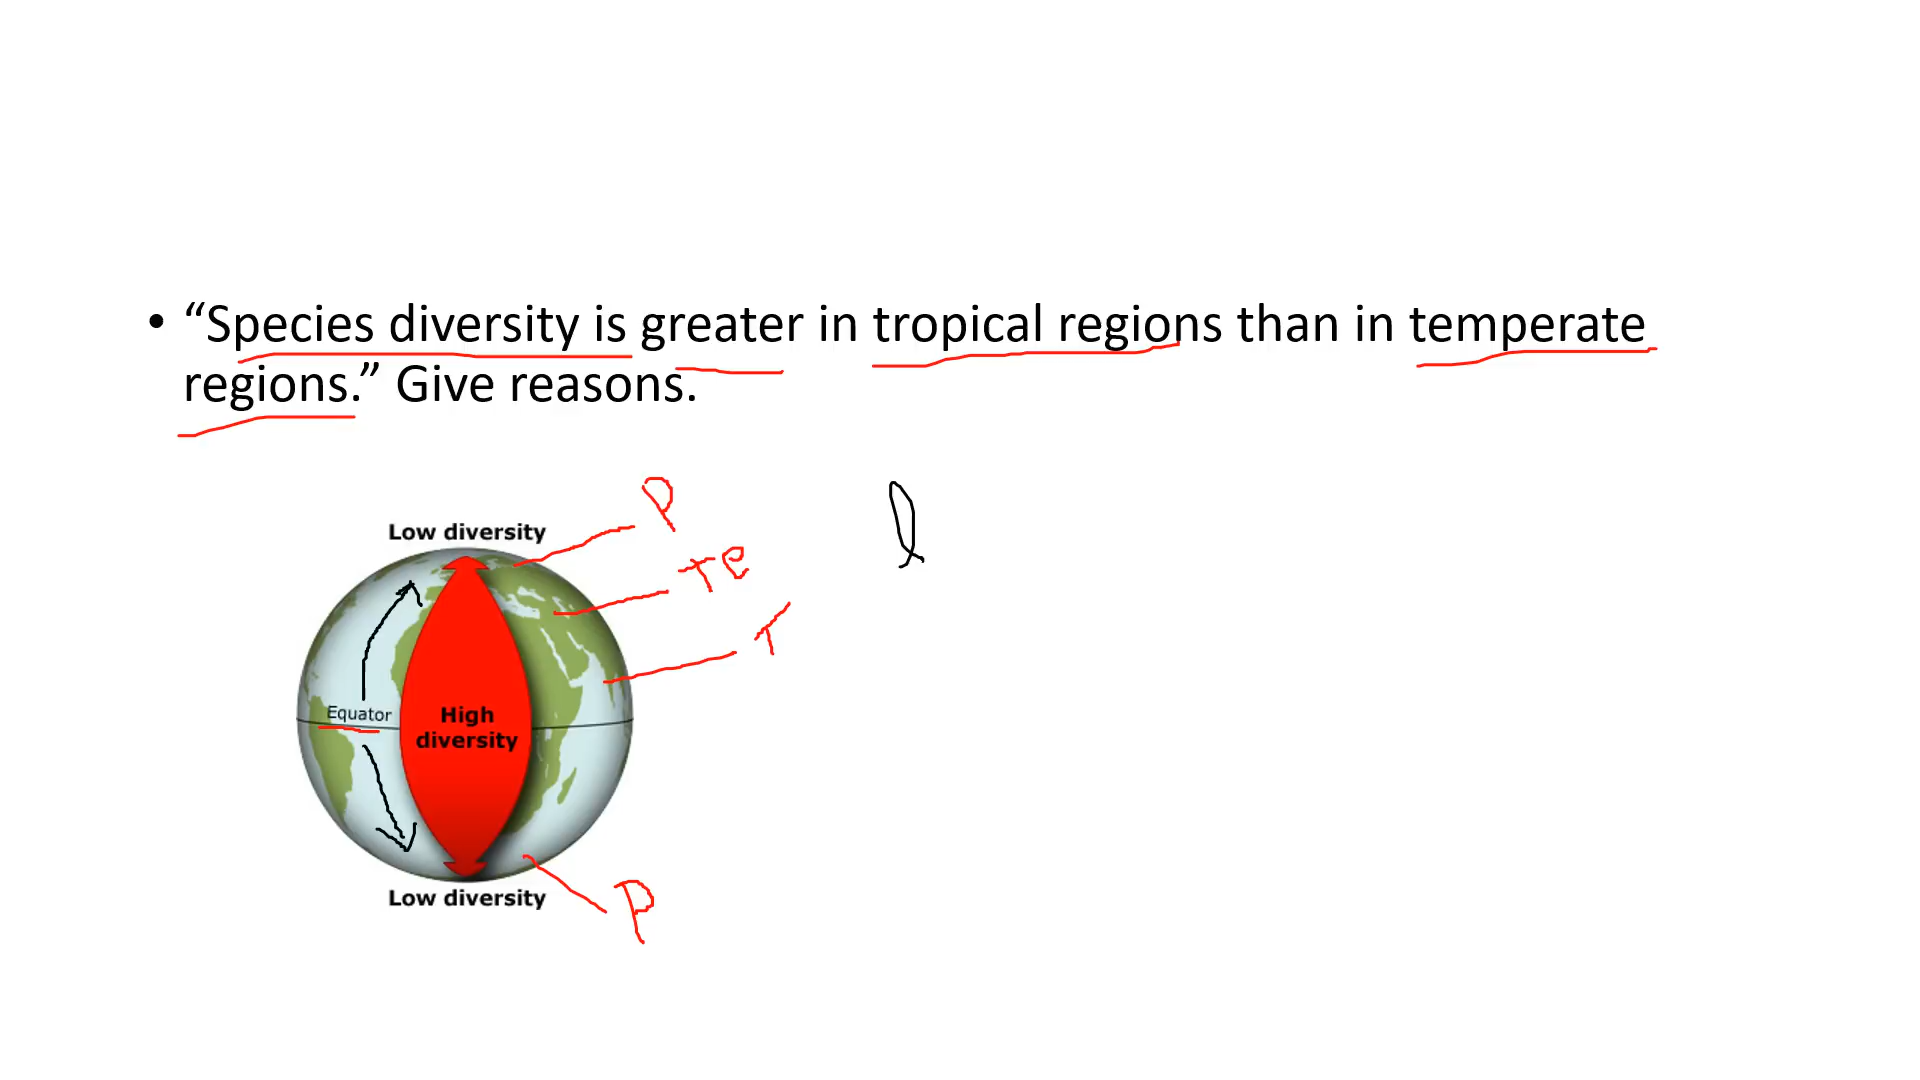 • “Species diversity is greater in tropical regions than in temperate
regions.” Give reasons.
P
Low diversity
Te
T
Equator
High
diversity
Low diversity
P
l